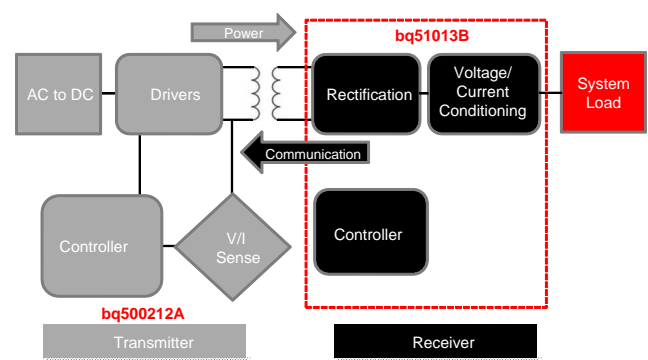 Power
bq51013B
AC to DC
Drivers
Rectification
Voltage/
Current
Conditioning
System
Load
Communication
Controller
V/I
Sense
Controller
bq500212A
Transmitter
Receiver